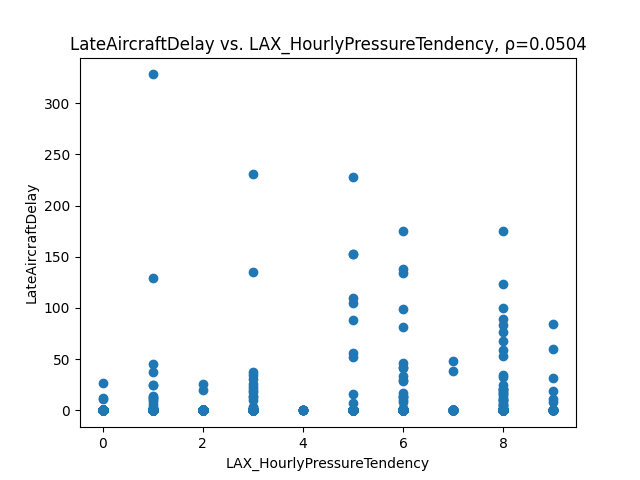 LateAircraftDelay vs. LAX_HourlyPressureTendency, ρ=0.0504
300
250
200
150
100
50
0
LateAircraftDelay
0 2 4 6 8
LAX_HourlyPressureTendency